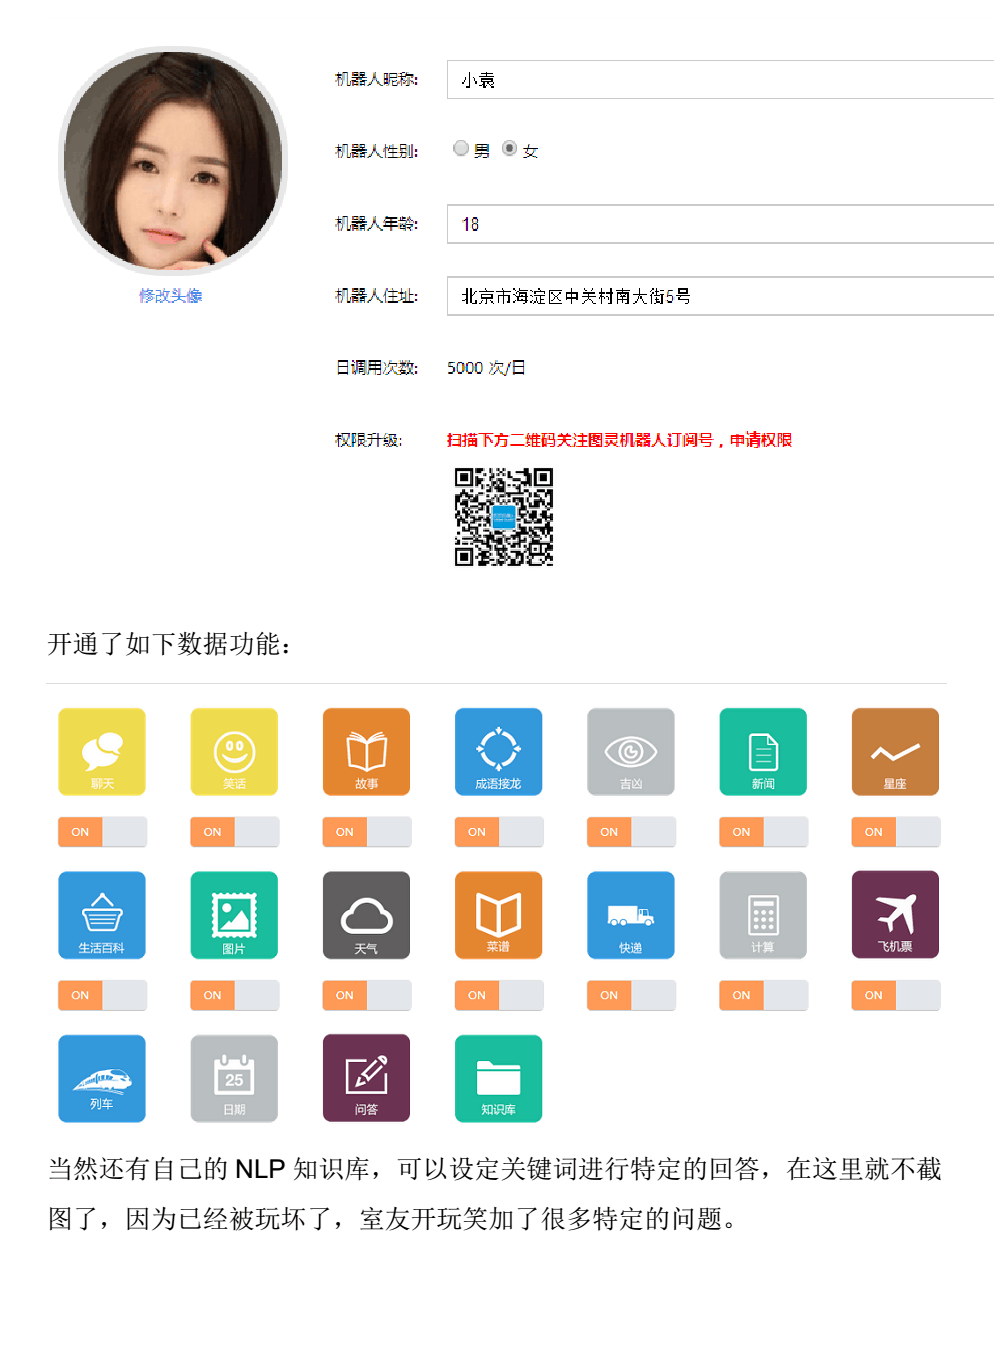 机器人昵称: 小袁
机器人性别: 男 女
机器人年龄: 18
修改头像
机器人住址: 北京市海淀区中关村南大街5号
日调用次数: 5000 次/日
权限升级: 扫描下方二维码关注图灵机器人订阅号，申请权限
开通了如下数据功能：
聊天 笑话 故事 成语接龙 吉凶 新闻 星座
ON ON ON ON ON ON ON
生活百科 图片 天气 菜谱 快递 计算 飞机票
ON ON ON ON ON ON ON
列车 25 日期 问答 知识库
当然还有自己的 NLP 知识库，可以设定关键词进行特定的回答，在这里就不截
图了，因为已经被玩坏了，室友开玩笑加了很多特定的问题。